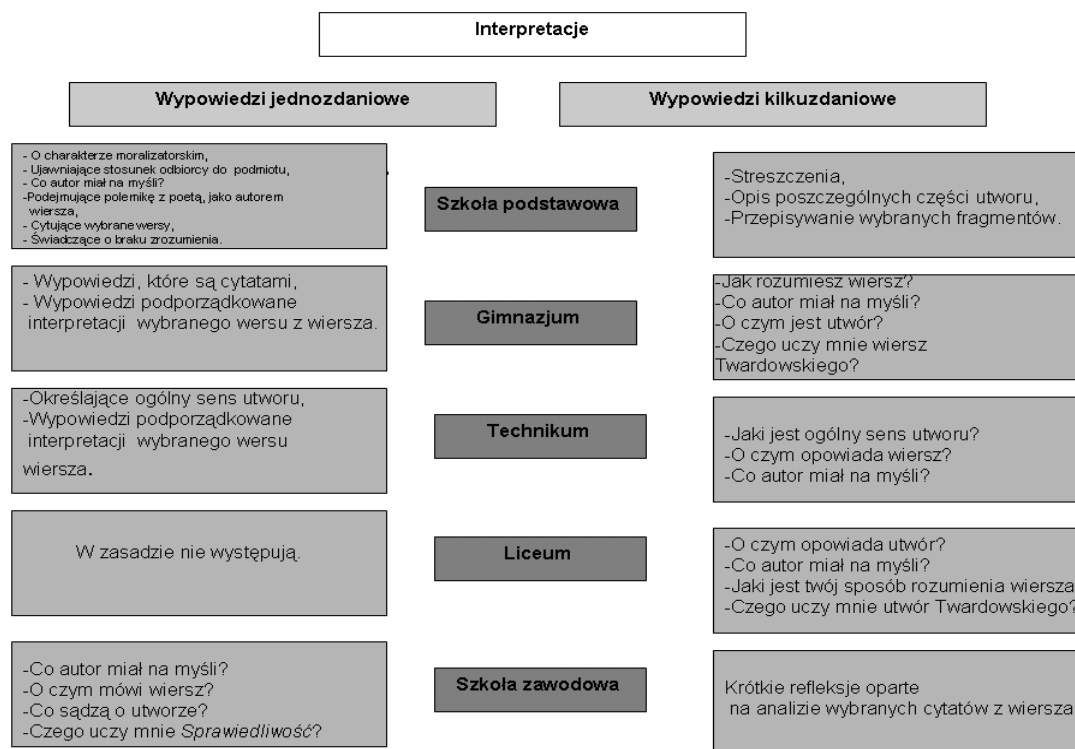 Interpretacje
Wypowiedzi jednozdaniowe
Wypowiedzi kilkuzdaniowe
- O charakterze moralizatorskim,
- Ujawniające stosunek odbiorcy do podmiotu,
- Co autor miał na myśli?
-Podejmujące polemikę z poetą, jako autorem
wiersza,
- Cytujące wybrane wersy,
- Świadczące o braku zrozumienia.
Szkoła podstawowa
-Streszczenia,
-Opis poszczególnych części utworu,
-Przepisywanie wybranych fragmentów.
- Wypowiedzi, które są cytatami,
- Wypowiedzi podporządkowane
interpretacji wybranego wersu z wiersza.
Gimnazjum
-Jak rozumiesz wiersz?
-Co autor miał na myśli?
-O czym jest utwór?
-Czego uczy mnie wiersz
Twardowskiego?
-Określające ogólny sens utworu,
-Wypowiedzi podporządkowane
interpretacji wybranego wersu
wiersza.
Technikum
-Jaki jest ogólny sens utworu?
-O czym opowiada wiersz?
-Co autor miał na myśli?
W zasadzie nie występują.
Liceum
-O czym opowiada utwór?
-Co autor miał na myśli?
-Jaki jest twój sposób rozumienia wiersza
-Czego uczy mnie utwór Twardowskiego?
-Co autor miał na myśli?
-O czym mówi wiersz?
-Co sądzą o utworze?
-Czego uczy mnie Sprawiedliwość?
Szkoła zawodowa
Krótkie refleksje oparte
na analizie wybranych cytatów z wiersza